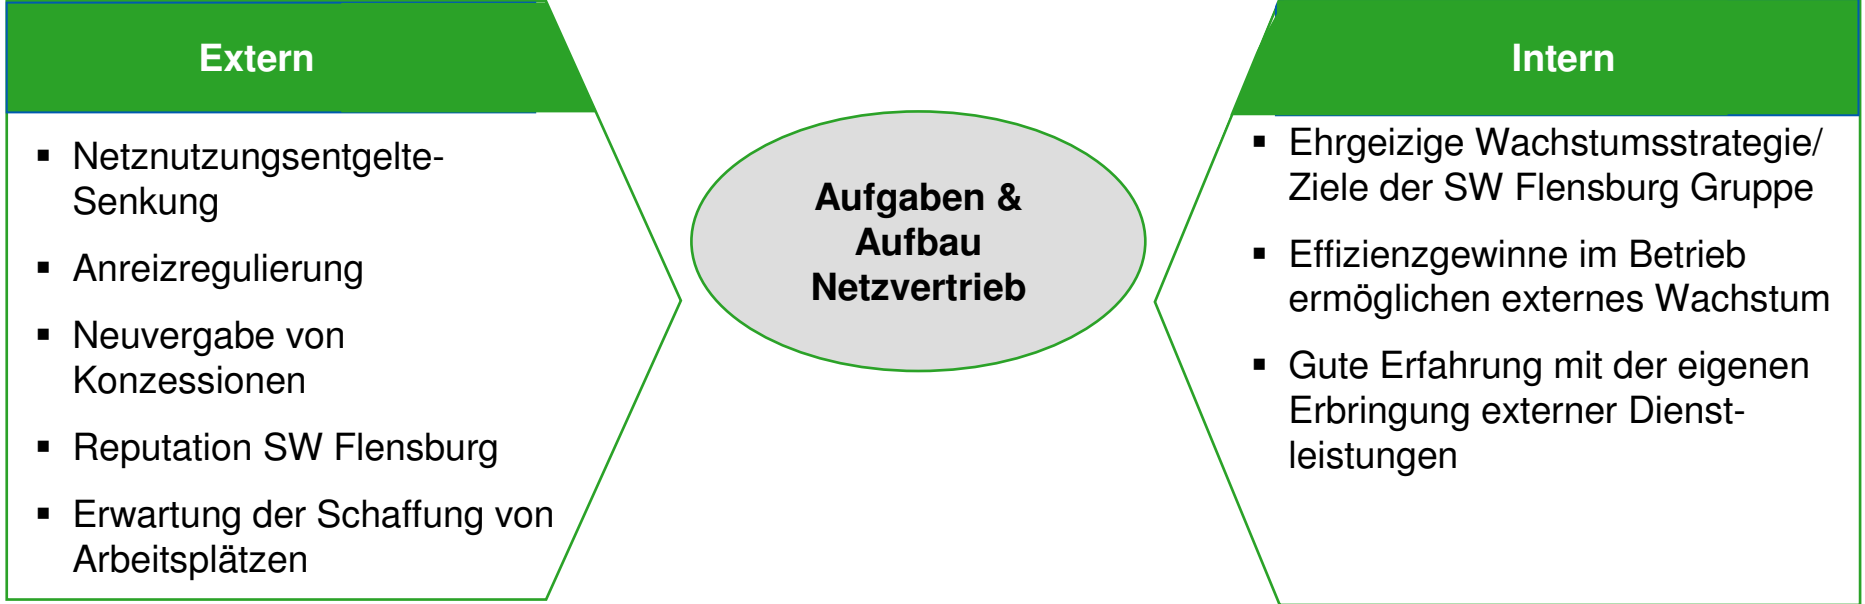 Extern
▪ Netznutzungsentgelte-
Senkung
▪ Anreizregulierung
▪ Neuvergabe von
Konzessionen
▪ Reputation SW Flensburg
▪ Erwartung der Schaffung von
Arbeitsplätzen
Aufgaben &
Aufbau
Netzvertrieb
Intern
▪ Ehrgeizige Wachstumsstrategie/
Ziele der SW Flensburg Gruppe
▪ Effizienzgewinne im Betrieb
ermöglichen externes Wachstum
▪ Gute Erfahrung mit der eigenen
Erbringung externer Dienst-
leistungen